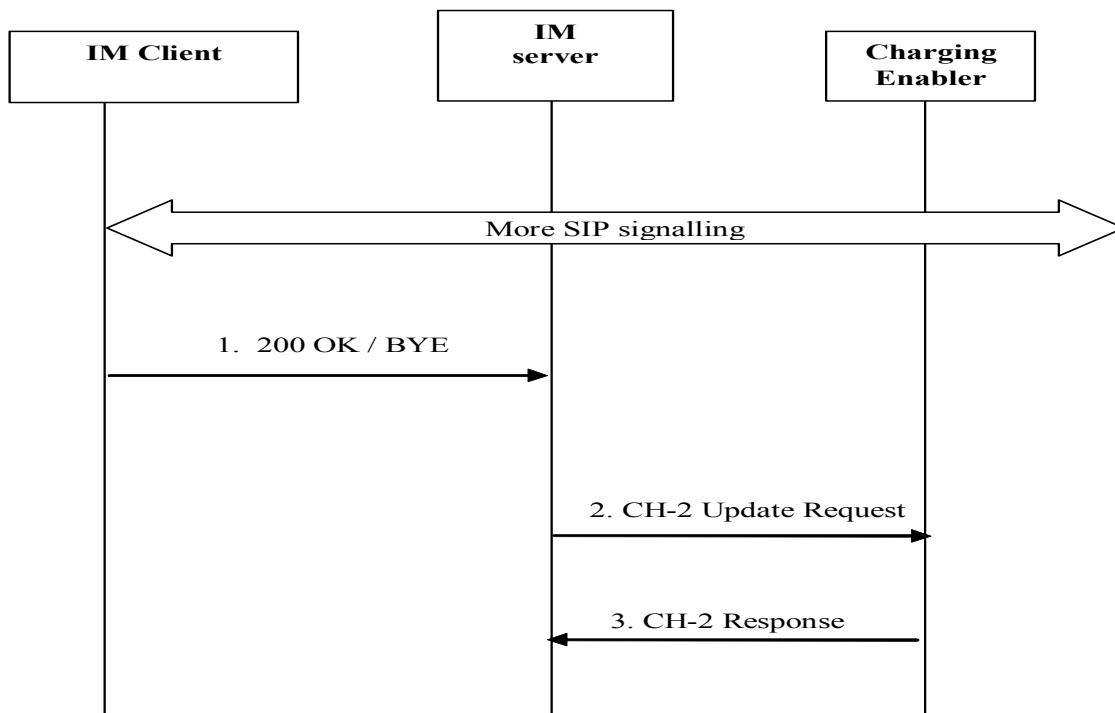 IM Client
IM
server
Charging
Enabler
More SIP signalling
1. 200 OK / BYE
2. CH-2 Update Request
3. CH-2 Response